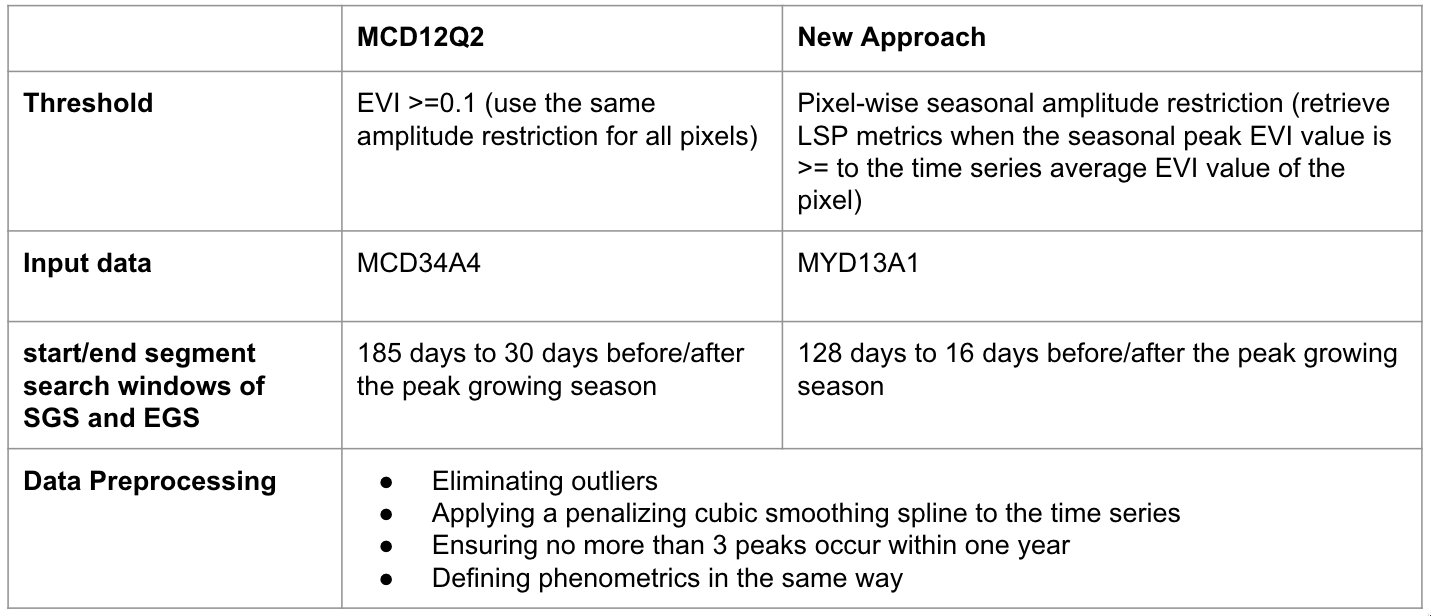 MCD12Q2
New Approach
Threshold
EVI >=0.1 (use the same
amplitude restriction for all pixels)
Pixel-wise seasonal amplitude restriction (retrieve
LSP metrics when the seasonal peak EVI value is
>= to the time series average EVI value of the
pixel)
Input data
MCD34A4
MYD13A1
start/end segment
search windows of
SGS and EGS
185 days to 30 days before/after
the peak growing season
128 days to 16 days before/after the peak growing
season
Data Preprocessing
● Eliminating outliers
● Applying a penalizing cubic smoothing spline to the time series
● Ensuring no more than 3 peaks occur within one year
● Defining phenometrics in the same way